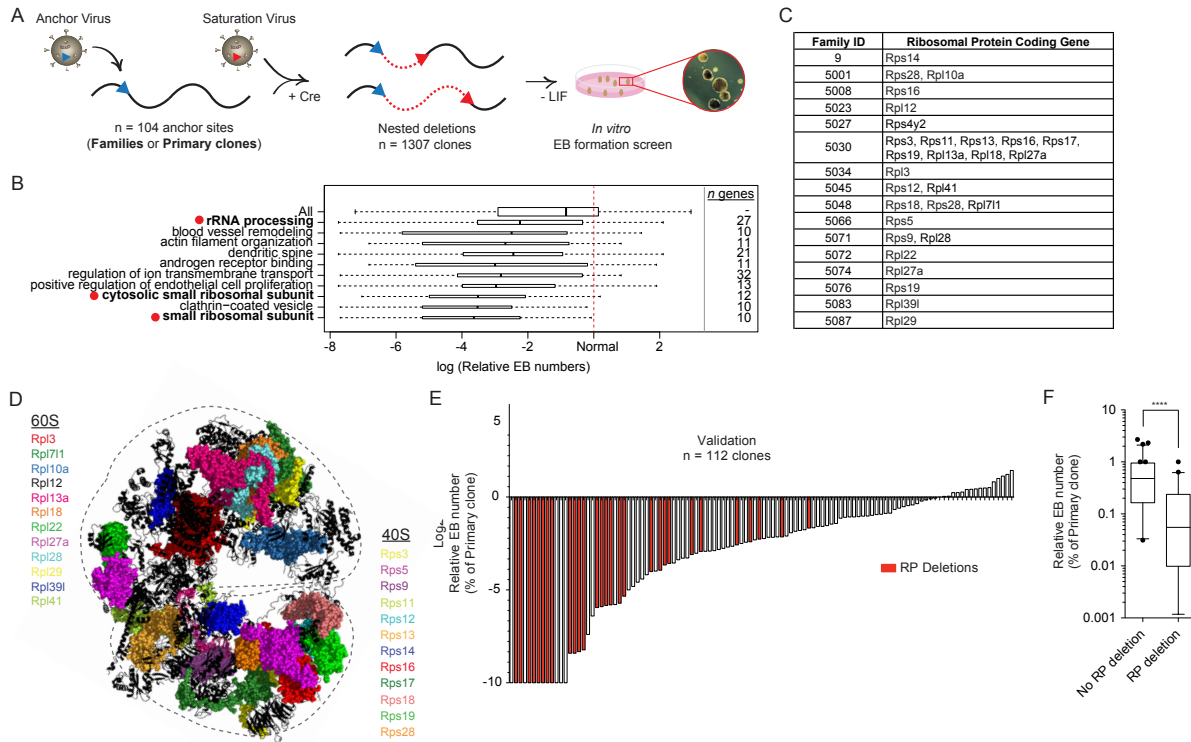 A
Anchor Virus
Saturation Virus
loxP
loxP
+ Cre
- LIF
n = 104 anchor sites
(Families or Primary clones)
Nested deletions
n = 1307 clones
In vitro
EB formation screen
B
n genes
All -
rRNA processing 27
blood vessel remodeling 10
actin filament organization 11
dendritic spine 21
androgen receptor binding 11
regulation of ion transmembrane transport 32
positive regulation of endothelial cell proliferation 13
cytosolic small ribosomal subunit 12
clathrin-coated vesicle 10
small ribosomal subunit 10
-8 -6 -4 -2 Normal 2
log (Relative EB numbers)
C
Family ID Ribosomal Protein Coding Gene
9 Rps14
5001 Rps28, Rpl10a
5008 Rps16
5023 Rpl12
5027 Rps4y2
5030 Rps3, Rps11, Rps13, Rps16, Rps17,
Rps19, Rpl13a, Rpl18, Rpl27a
5034 Rpl3
5045 Rps12, Rpl41
5048 Rps18, Rps28, Rpl7l1
5066 Rps5
5071 Rps9, Rpl28
5072 Rpl22
5074 Rpl27a
5076 Rps19
5083 Rpl39l
5087 Rpl29
D
60S
Rpl3
Rpl7l1
Rpl10a
Rpl12
Rpl13a
Rpl18
Rpl22
Rpl27a
Rpl28
Rpl29
Rpl39l
Rpl41
40S
Rps3
Rps5
Rps9
Rps11
Rps12
Rps13
Rps14
Rps16
Rps17
Rps18
Rps19
Rps28
E
Validation
n = 112 clones
5
0
-5
-10
Log2
Relative EB number
(% of Primary clone)
RP Deletions
F
****
10
1
0.1
0.01
0.001
Relative EB number
(% of Primary clone)
No RP deletion
RP deletion